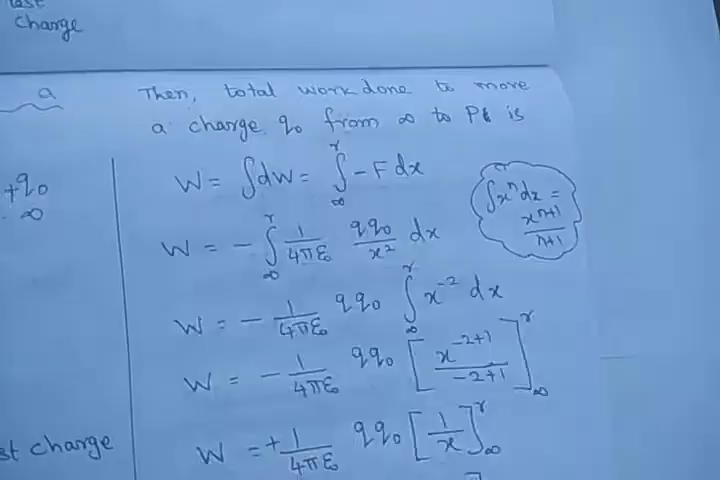 Charge
a
Then, total work done to move
a charge q₀ from ∞ to Pt is
+q₀
∞
W = ∫dW = ∫_∞^r -F dx
∫xⁿ dx =
xⁿ⁺¹
n+1
W = - ∫_∞^r 1/4πε₀ qq₀/x² dx
W = - 1/4πε₀ qq₀ ∫_∞^r x⁻² dx
W = - 1/4πε₀ qq₀ [x⁻²⁺¹/-2+1]_∞^r
st charge
W = + 1/4πε₀ qq₀ [1/x]_∞^r